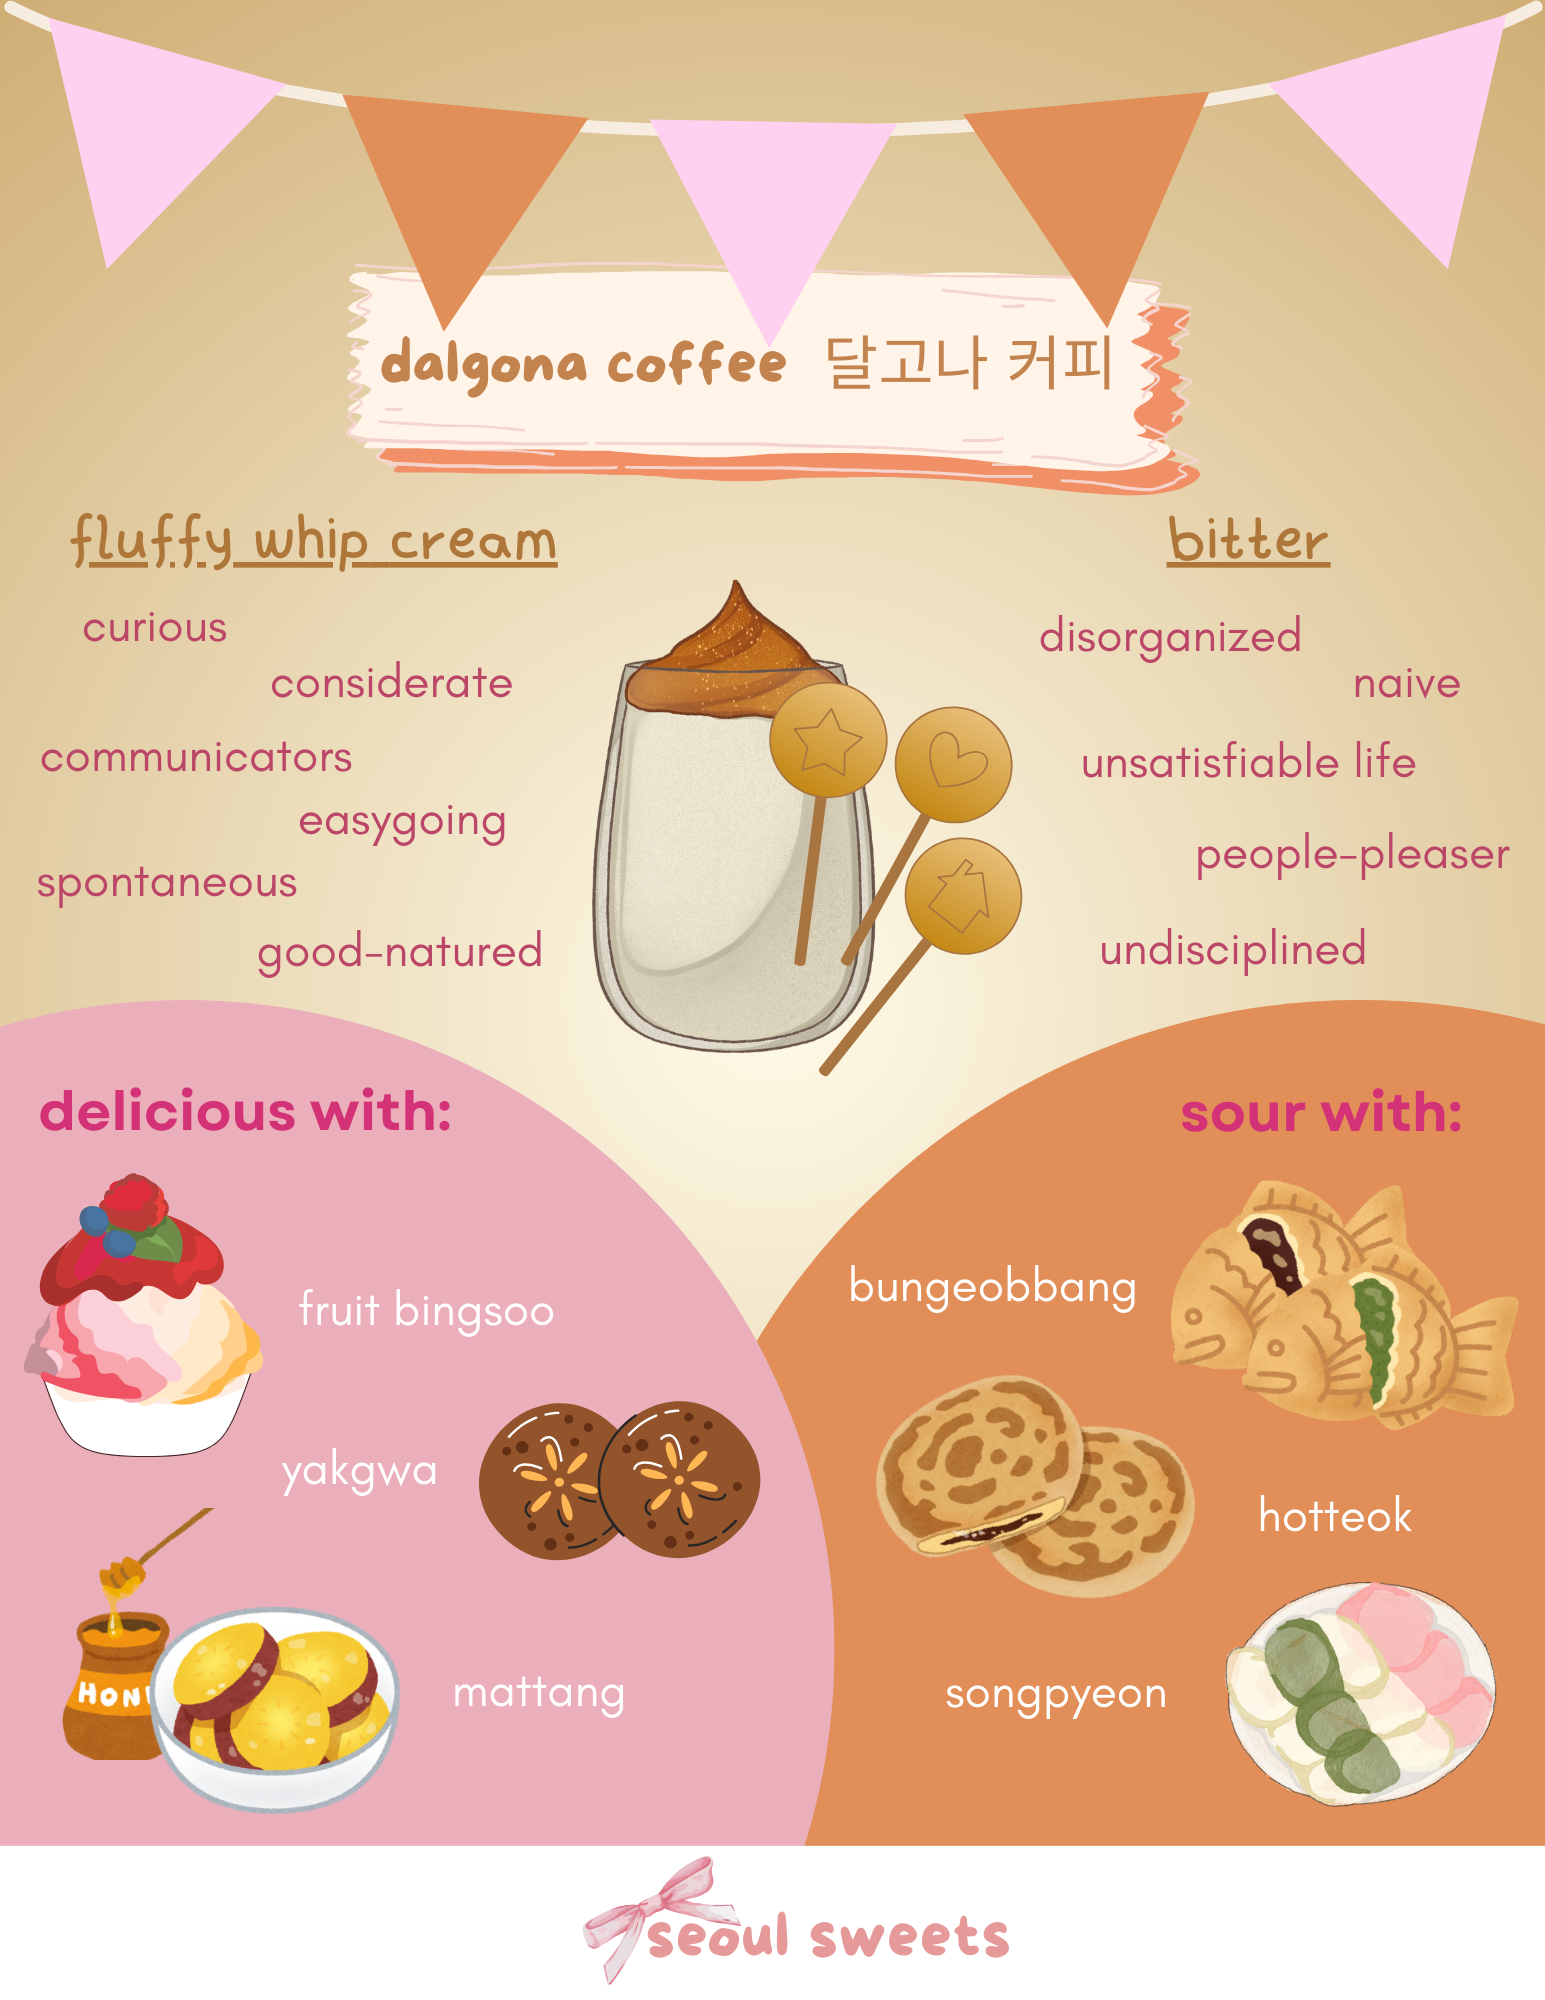 dalgona coffee 달고나 커피
fluffy whip cream
curious
considerate
communicators
easygoing
spontaneous
good-natured
bitter
disorganized
naive
unsatisfiable life
people-pleaser
undisciplined
delicious with:
fruit bingsoo
yakgwa
HON
mattang
sour with:
bungeobbang
hotteok
songpyeon
seoul sweets